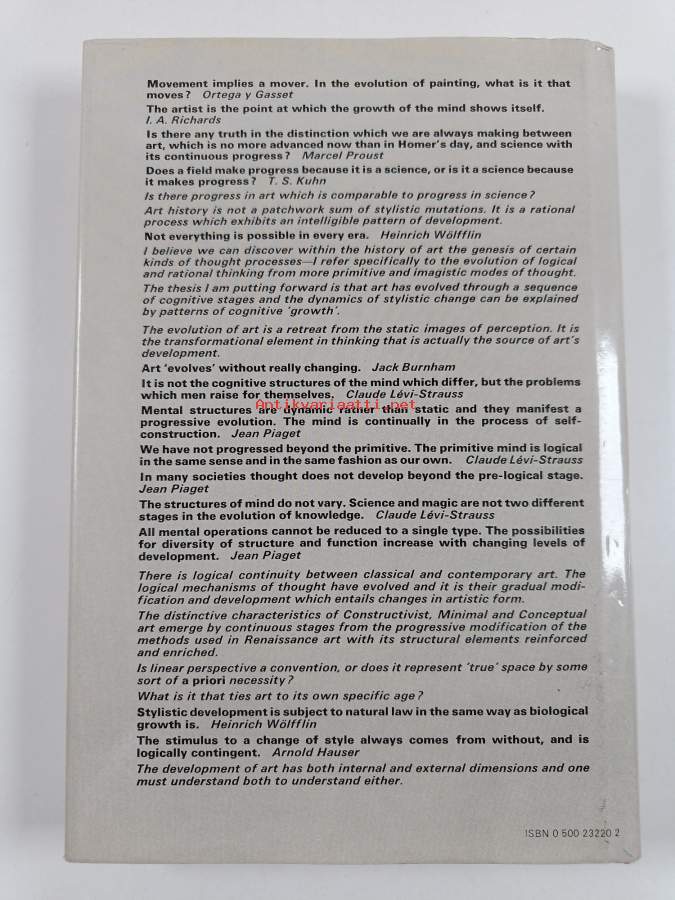 Movement implies a mover. In the evolution of painting, what is it that
moves? Ortega y Gasset
The artist is the point at which the growth of the mind shows itself.
I. A. Richards
Is there any truth in the distinction which we are always making between
art, which is no more advanced now than in Homer's day, and science with
its continuous progress? Marcel Proust
Does a field make progress because it is a science, or is it a science because
it makes progress? T. S. Kuhn
Is there progress in art which is comparable to progress in science?
Art history is not a patchwork sum of stylistic mutations. It is a rational
process which exhibits an intelligible pattern of development.
Not everything is possible in every era. Heinrich Wölfflin
I believe we can discover within the history of art the genesis of certain
kinds of thought processes—I refer specifically to the evolution of logical
and rational thinking from more primitive and imagistic modes of thought.
The thesis I am putting forward is that art has evolved through a sequence
of cognitive stages and the dynamics of stylistic change can be explained
by patterns of cognitive 'growth'.
The evolution of art is a retreat from the static images of perception. It is
the transformational element in thinking that is actually the source of art's
development.
Art 'evolves' without really changing. Jack Burnham
It is not the cognitive structures of the mind which differ, but the problems
which men raise for themselves. Claude Lévi-Strauss
Antikvariaatti.net
Mental structures are dynamic rather than static and they manifest a
progressive evolution. The mind is continually in the process of self-
construction. Jean Piaget
We have not progressed beyond the primitive. The primitive mind is logical
in the same sense and in the same fashion as our own. Claude Lévi-Strauss
In many societies thought does not develop beyond the pre-logical stage.
Jean Piaget
The structures of mind do not vary. Science and magic are not two different
stages in the evolution of knowledge. Claude Lévi-Strauss
All mental operations cannot be reduced to a single type. The possibilities
for diversity of structure and function increase with changing levels of
development. Jean Piaget
There is logical continuity between classical and contemporary art. The
logical mechanisms of thought have evolved and it is their gradual modi-
fication and development which entails changes in artistic form.
The distinctive characteristics of Constructivist, Minimal and Conceptual
art emerge by continuous stages from the progressive modification of the
methods used in Renaissance art with its structural elements reinforced
and enriched.
Is linear perspective a convention, or does it represent 'true' space by some
sort of a priori necessity?
What is it that ties art to its own specific age?
Stylistic development is subject to natural law in the same way as biological
growth is. Heinrich Wölfflin
The stimulus to a change of style always comes from without, and is
logically contingent. Arnold Hauser
The development of art has both internal and external dimensions and one
must understand both to understand either.
ISBN 0 500 23220 2